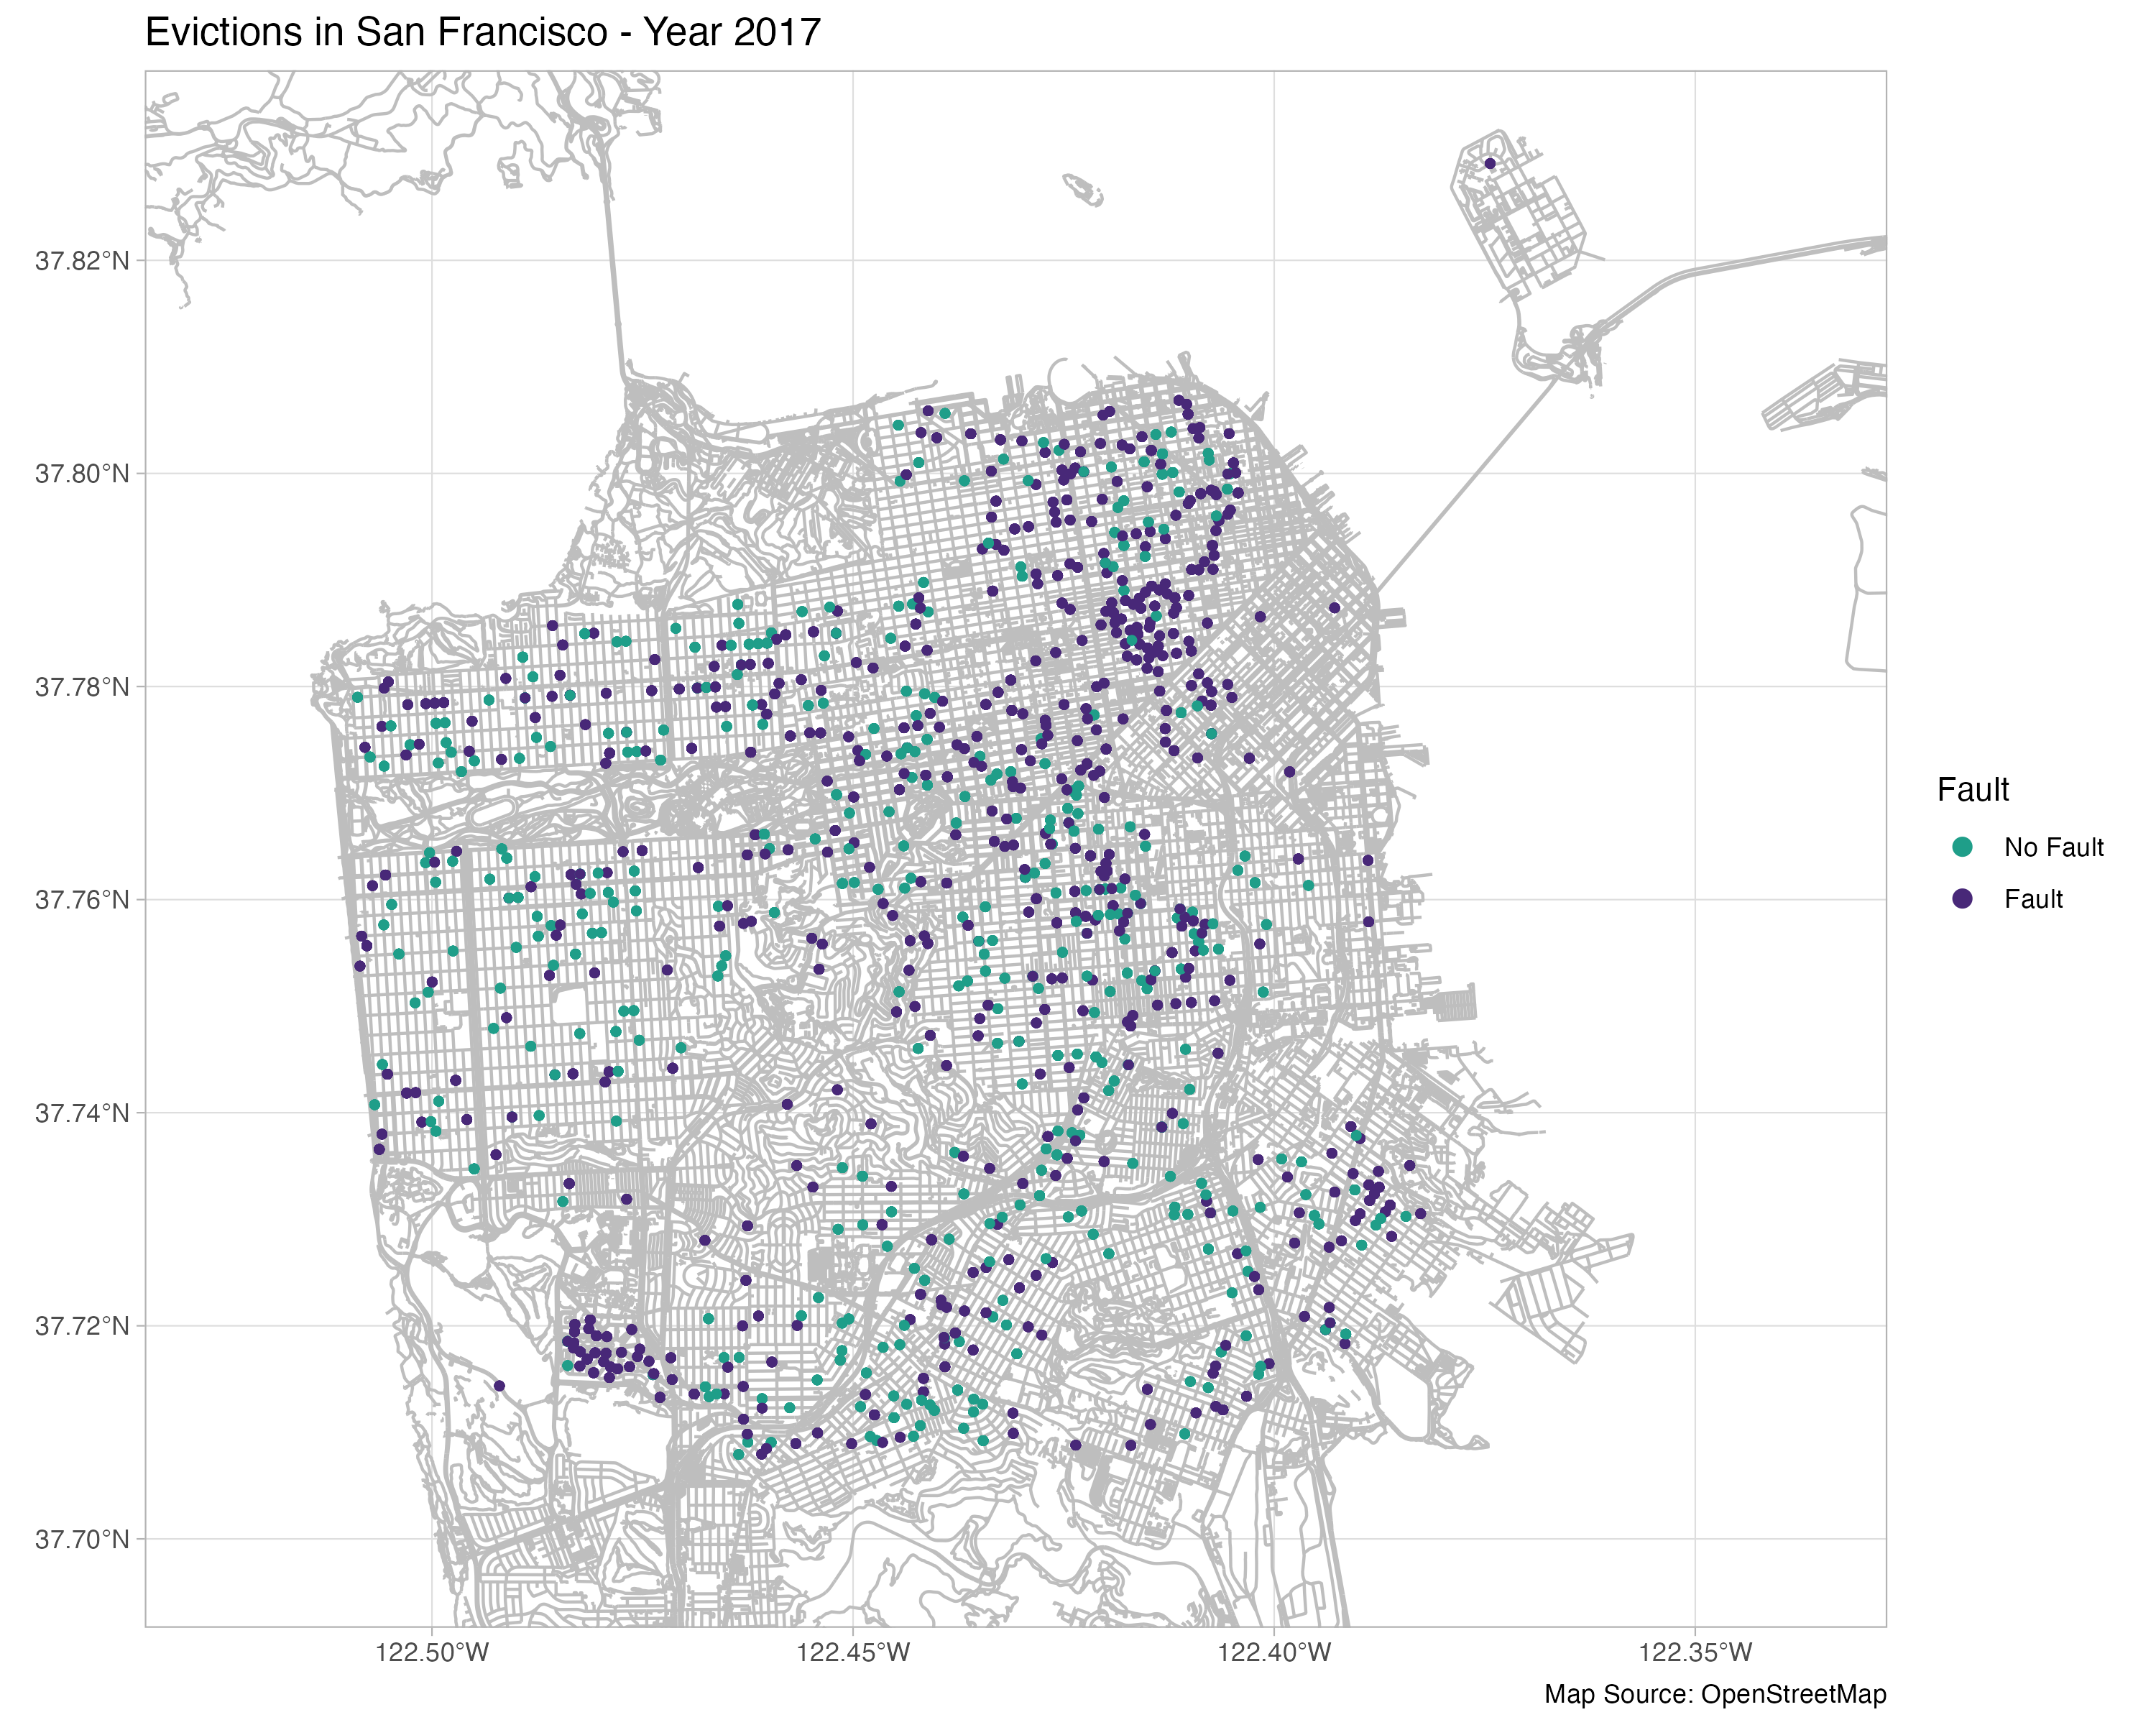 Evictions in San Francisco - Year 2017
37.82°N
37.80°N
37.78°N
37.76°N
37.74°N
37.72°N
37.70°N
122.50°W
122.45°W
122.40°W
122.35°W
Fault
No Fault
Fault
Map Source: OpenStreetMap